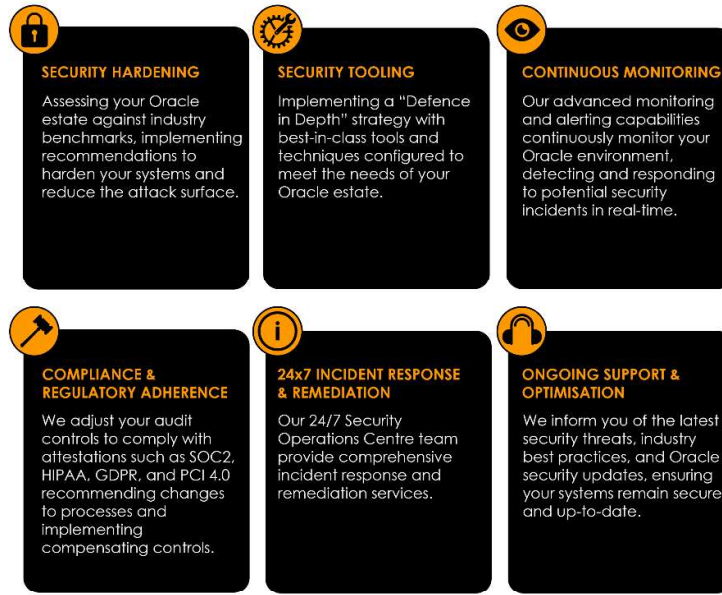 SECURITY HARDENING
Assessing your Oracle
estate against industry
benchmarks, implementing
recommendations to
harden your systems and
reduce the attack surface.
SECURITY TOOLING
Implementing a “Defence
in Depth” strategy with
best-in-class tools and
techniques configured to
meet the needs of your
Oracle estate.
CONTINUOUS MONITORING
Our advanced monitoring
and alerting capabilities
continuously monitor your
Oracle environment,
detecting and responding
to potential security
incidents in real-time.
COMPLIANCE &
REGULATORY ADHERENCE
We adjust your audit
controls to comply with
attestations such as SOC2,
HIPAA, GDPR, and PCI 4.0
recommending changes
to processes and
implementing
compensating controls.
24x7 INCIDENT RESPONSE
& REMEDIATION
Our 24/7 Security
Operations Centre team
provide comprehensive
incident response and
remediation services.
ONGOING SUPPORT &
OPTIMISATION
We inform you of the latest
security threats, industry
best practices, and Oracle
security updates, ensuring
your systems remain secure
and up-to-date.